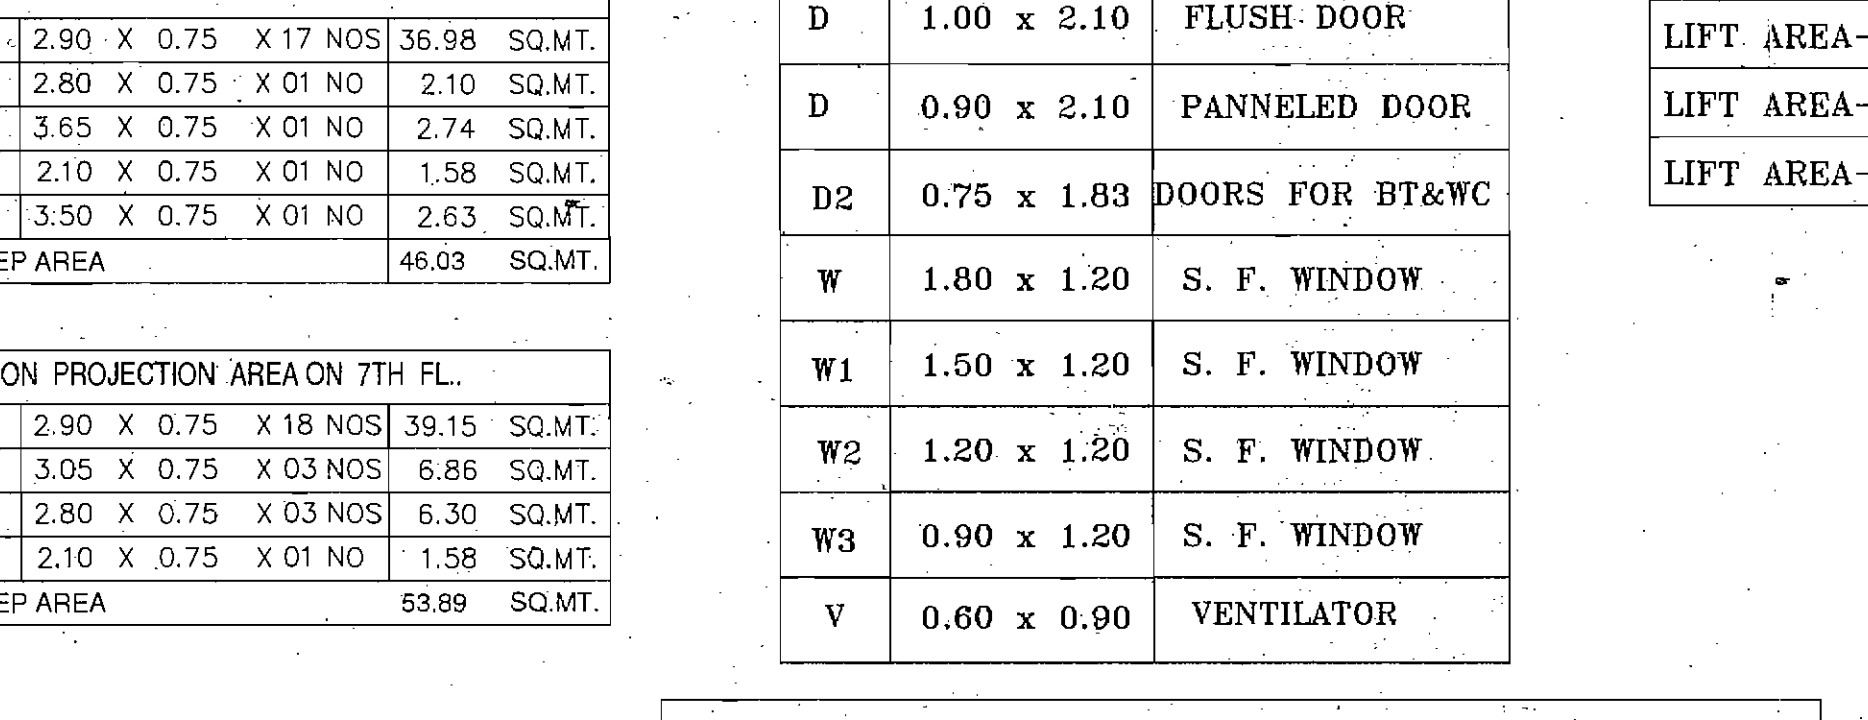 2.90 X 0.75 X 17 NOS 36.98 SQ.MT.
2.80 X 0.75 X 01 NO 2.10 SQ.MT.
3.65 X 0.75 X 01 NO 2.74 SQ.MT.
2.10 X 0.75 X 01 NO 1.58 SQ.MT.
3.50 X 0.75 X 01 NO 2.63 SQ.MT.
EP AREA 46.03 SQ.MT.
ON PROJECTION AREA ON 7TH FL..
2.90 X 0.75 X 18 NOS 39.15 SQ.MT.
3.05 X 0.75 X 03 NOS 6.86 SQ.MT.
2.80 X 0.75 X 03 NOS 6.30 SQ.MT.
2.10 X 0.75 X 01 NO 1.58 SQ.MT.
EP AREA 53.89 SQ.MT.
D 1.00 x 2.10 FLUSH DOOR
D 0.90 x 2.10 PANNELED DOOR
D2 0.75 x 1.83 DOORS FOR BT&WC
W 1.80 x 1.20 S. F. WINDOW
W1 1.50 x 1.20 S. F. WINDOW
W2 1.20 x 1.20 S. F. WINDOW
W3 0.90 x 1.20 S. F. WINDOW
V 0.60 x 0.90 VENTILATOR
LIFT AREA-
LIFT AREA-
LIFT AREA-